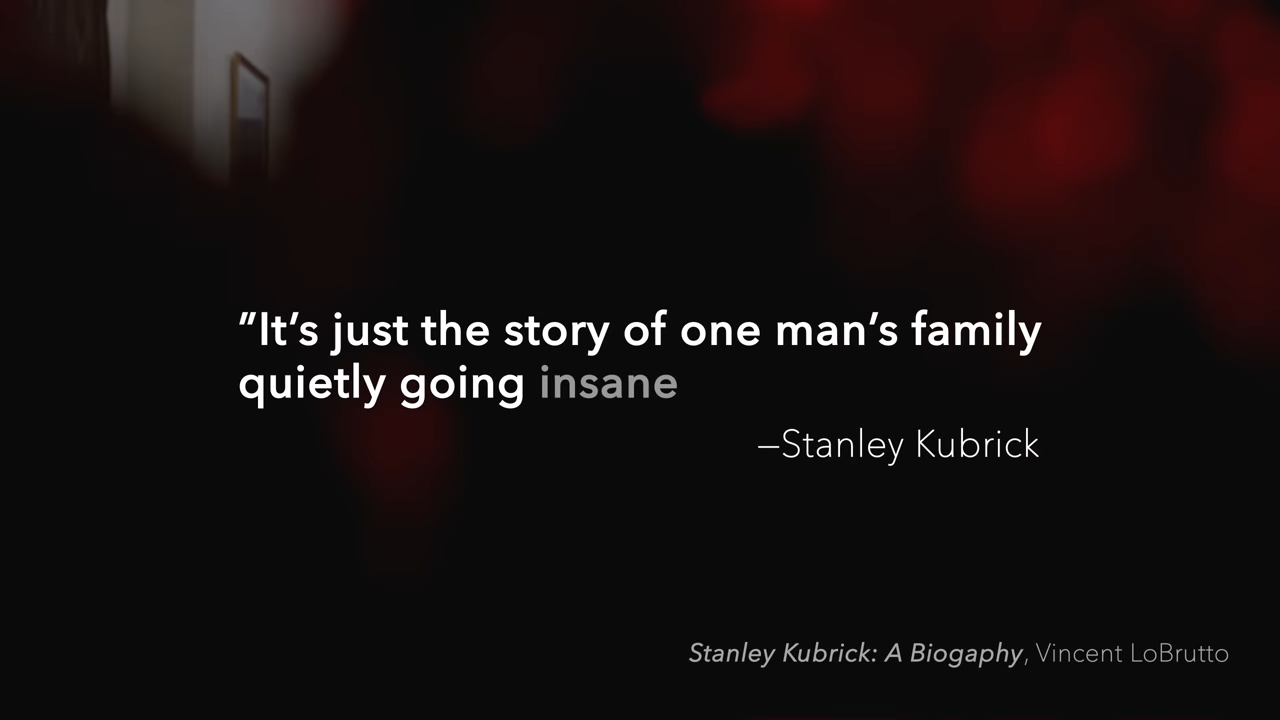 "It's just the story of one man's family
quietly going insane
—Stanley Kubrick
Stanley Kubrick: A Biogaphy, Vincent LoBrutto